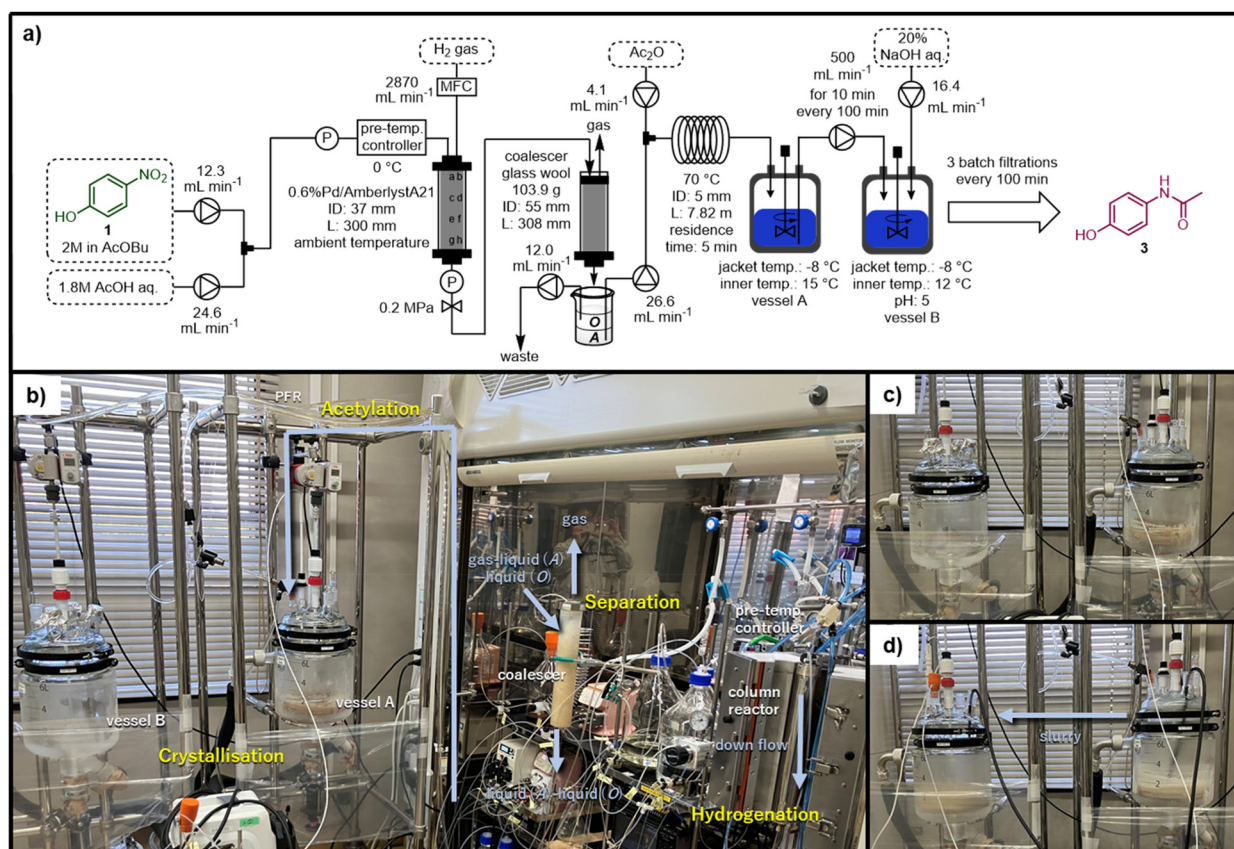 a)
H2 gas
2870
mL min-1
MFC
12.3
mL min-1
NO2
HO
1
2M in AcOBu
1.8M AcOH aq.
24.6
mL min-1
P
pre-temp.
controller
0 °C
0.6%Pd/AmberlystA21
ID: 37 mm
L: 300 mm
ambient temperature
a b
c d
e f
g h
P
0.2 MPa
Ac2O
4.1
mL min-1
gas
coalescer
glass wool
103.9 g
ID: 55 mm
L: 308 mm
12.0
mL min-1
O
A
waste
26.6
mL min-1
70 °C
ID: 5 mm
L: 7.82 m
residence
time: 5 min
500
mL min-1
for 10 min
every 100 min
20%
NaOH aq.
16.4
mL min-1
jacket temp.: -8 °C
inner temp.: 15 °C
vessel A
jacket temp.: -8 °C
inner temp.: 12 °C
pH: 5
vessel B
3 batch filtrations
every 100 min
H
N
O
HO
3
b)
PFR
Acetylation
gas
gas-liquid (A)
-liquid (O)
Separation
pre-temp.
controller
coalescer
column
reactor
vessel A
vessel B
down flow
Crystallisation
liquid (A)-liquid (O)
Hydrogenation
c)
d)
slurry